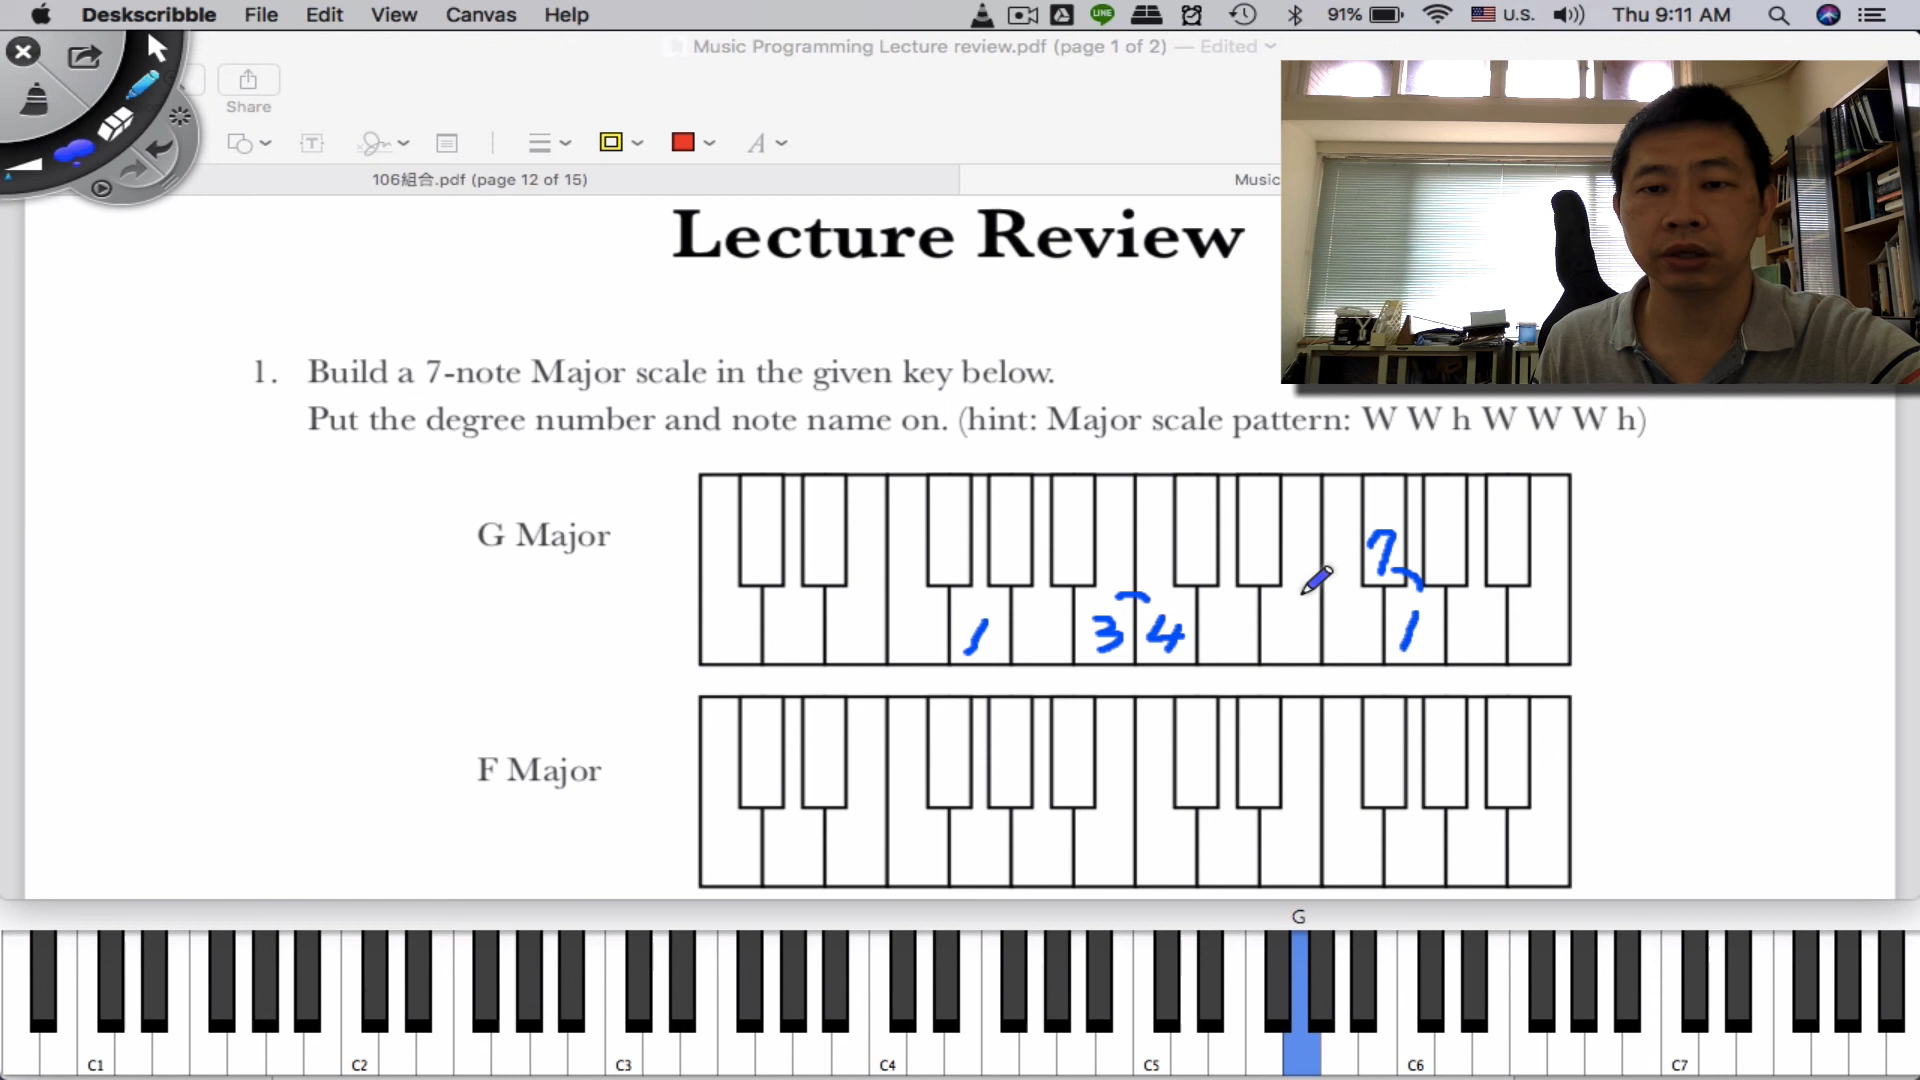 Deskscribble File Edit View Canvas Help LINE 91% U.S. Thu 9:11 AM
Music Programming Lecture review.pdf (page 1 of 2) — Edited
Share
T A
106組合.pdf (page 12 of 15) Music
Lecture Review
1. Build a 7-note Major scale in the given key below.
Put the degree number and note name on. (hint: Major scale pattern: W W h W W W h)
G Major
7
1 3 4 1
F Major
G
C1 C2 C3 C4 C5 C6 C7